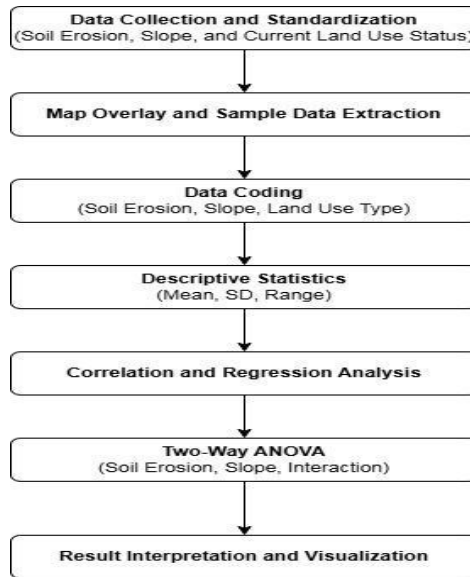 Data Collection and Standardization
(Soil Erosion, Slope, and Current Land Use Status)
Map Overlay and Sample Data Extraction
Data Coding
(Soil Erosion, Slope, Land Use Type)
Descriptive Statistics
(Mean, SD, Range)
Correlation and Regression Analysis
Two-Way ANOVA
(Soil Erosion, Slope, Interaction)
Result Interpretation and Visualization